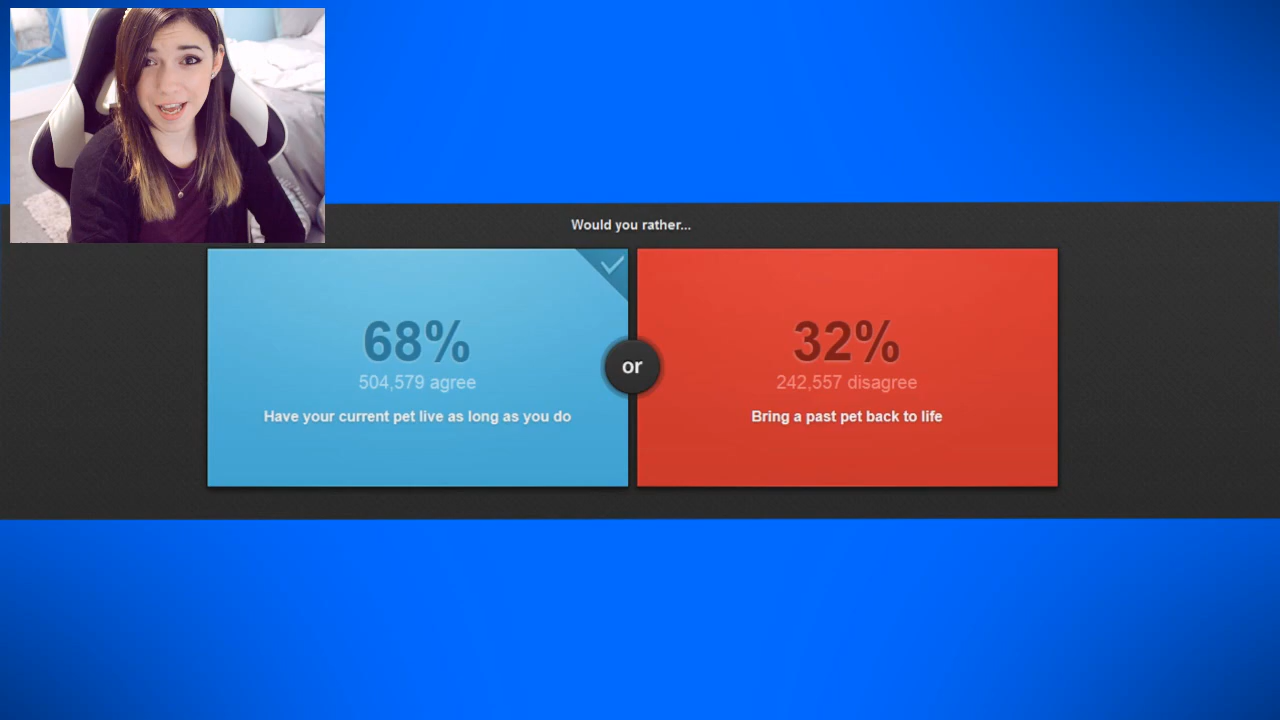 Would you rather...
68%
504,579 agree
Have your current pet live as long as you do
or
32%
242,557 disagree
Bring a past pet back to life